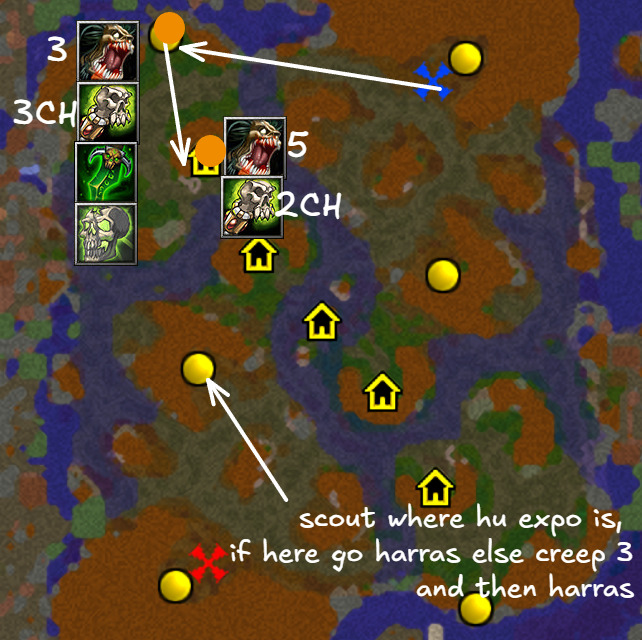 3
3CH
5
2CH
scout where hu expo is,
if here go harras else creep 3
and then harras